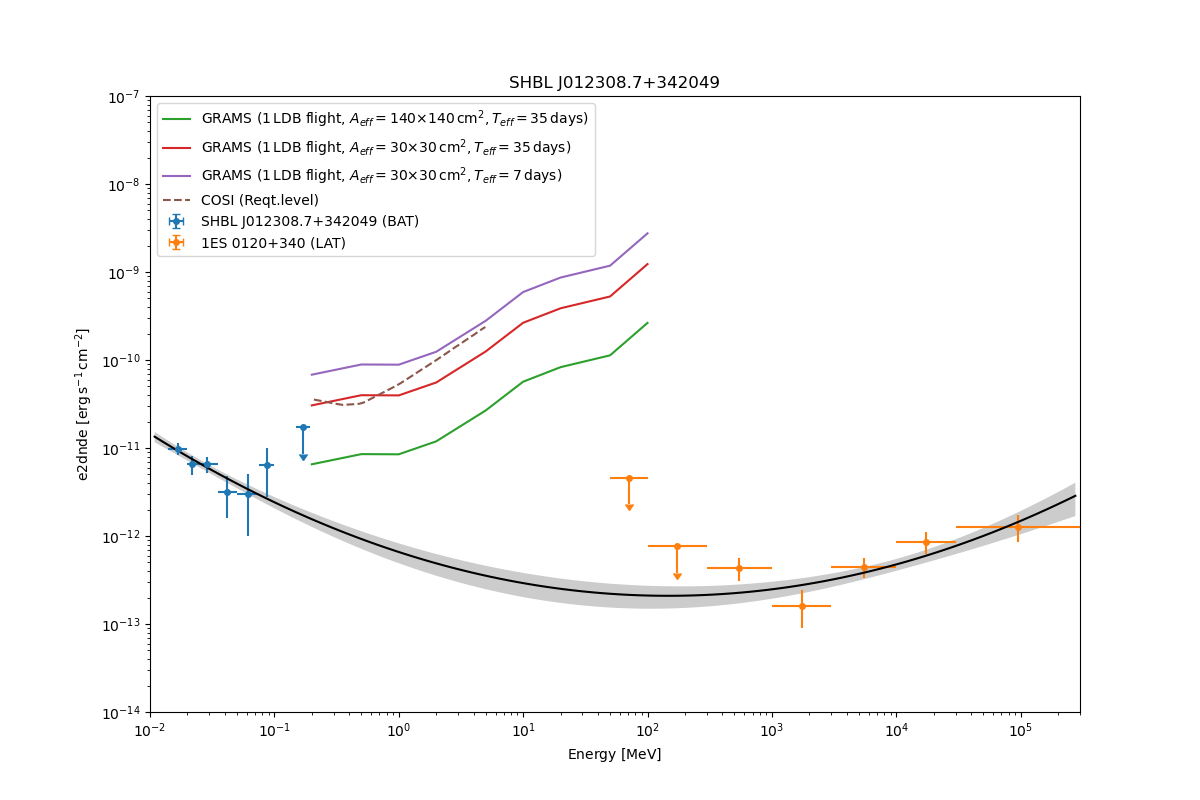 SHBL J012308.7+342049
GRAMS (1 LDB flight, A_eff = 140×140 cm², T_eff = 35 days)
GRAMS (1 LDB flight, A_eff = 30×30 cm², T_eff = 35 days)
GRAMS (1 LDB flight, A_eff = 30×30 cm², T_eff = 7 days)
COSI (Reqt.level)
SHBL J012308.7+342049 (BAT)
1ES 0120+340 (LAT)
e2dnde [erg s⁻¹ cm⁻²]
10⁻⁷
10⁻⁸
10⁻⁹
10⁻¹⁰
10⁻¹¹
10⁻¹²
10⁻¹³
10⁻¹⁴
10⁻² 10⁻¹ 10⁰ 10¹ 10² 10³ 10⁴ 10⁵
Energy [MeV]